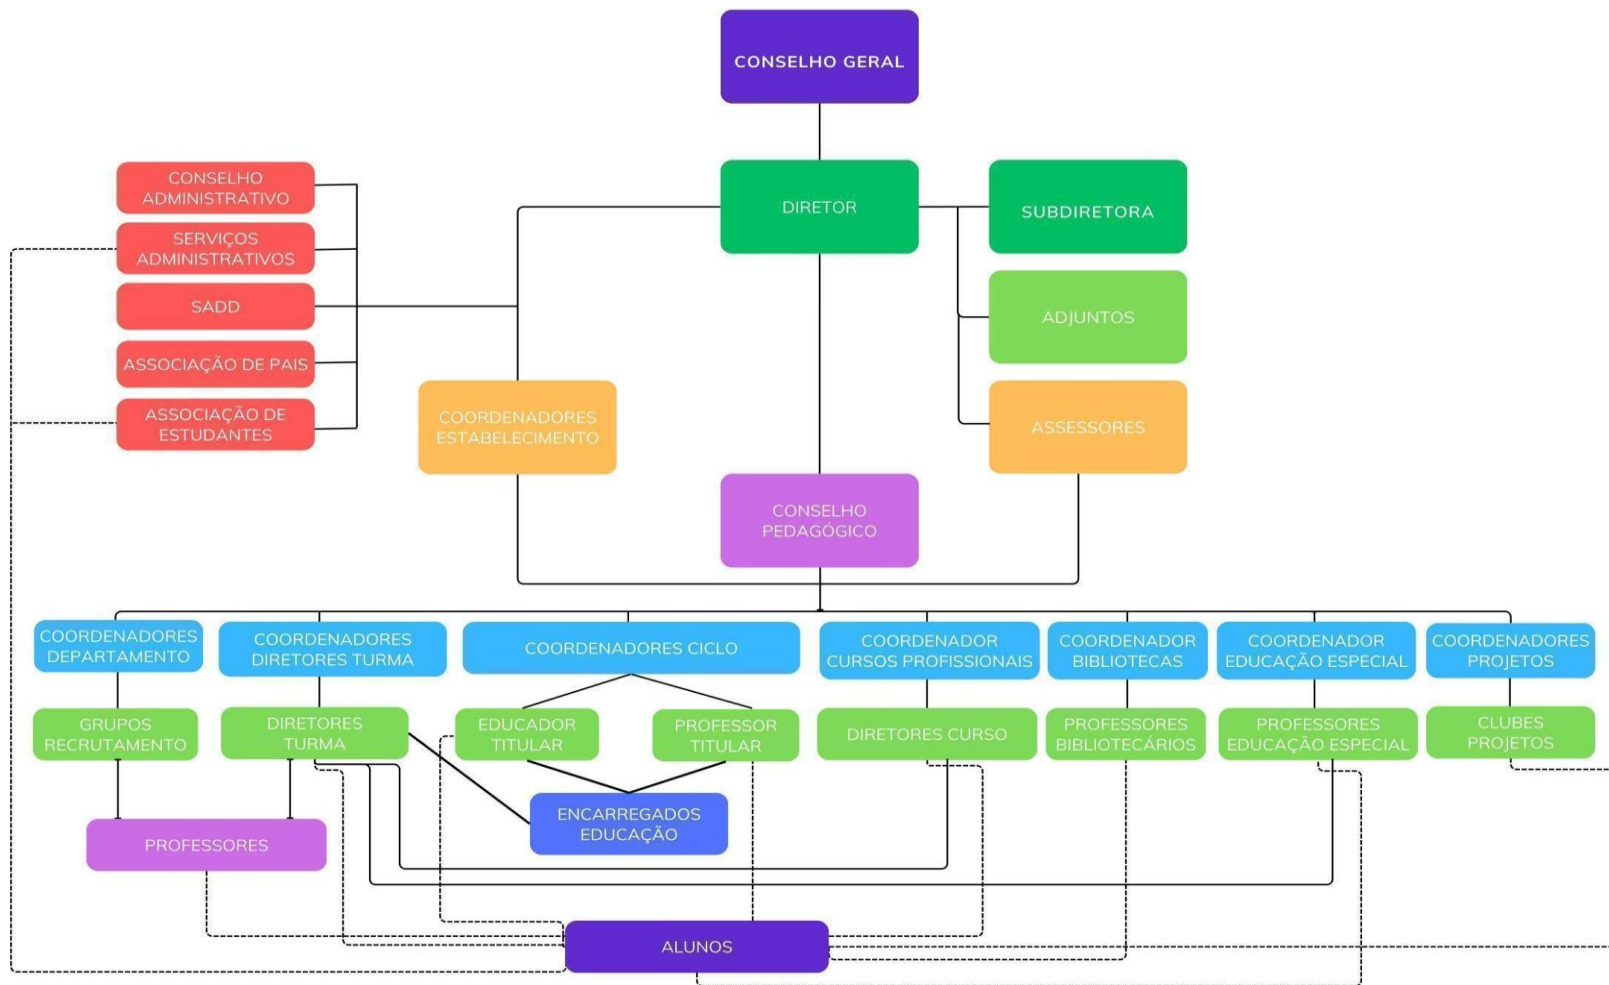 CONSELHO GERAL
DIRETOR
SUBDIRETORA
ADJUNTOS
ASSESSORES
CONSELHO
ADMINISTRATIVO
SERVIÇOS
ADMINISTRATIVOS
SADD
ASSOCIAÇÃO DE PAIS
ASSOCIAÇÃO DE
ESTUDANTES
COORDENADORES
ESTABELECIMENTO
CONSELHO
PEDAGÓGICO
COORDENADORES
DEPARTAMENTO
COORDENADORES
DIRETORES TURMA
COORDENADORES CICLO
COORDENADOR
CURSOS PROFISSIONAIS
COORDENADOR
BIBLIOTECAS
COORDENADOR
EDUCAÇÃO ESPECIAL
COORDENADORES
PROJETOS
GRUPOS
RECRUTAMENTO
DIRETORES
TURMA
EDUCADOR
TITULAR
PROFESSOR
TITULAR
DIRETORES CURSO
PROFESSORES
BIBLIOTECÁRIOS
PROFESSORES
EDUCAÇÃO ESPECIAL
CLUBES
PROJETOS
ENCARREGADOS
EDUCAÇÃO
PROFESSORES
ALUNOS